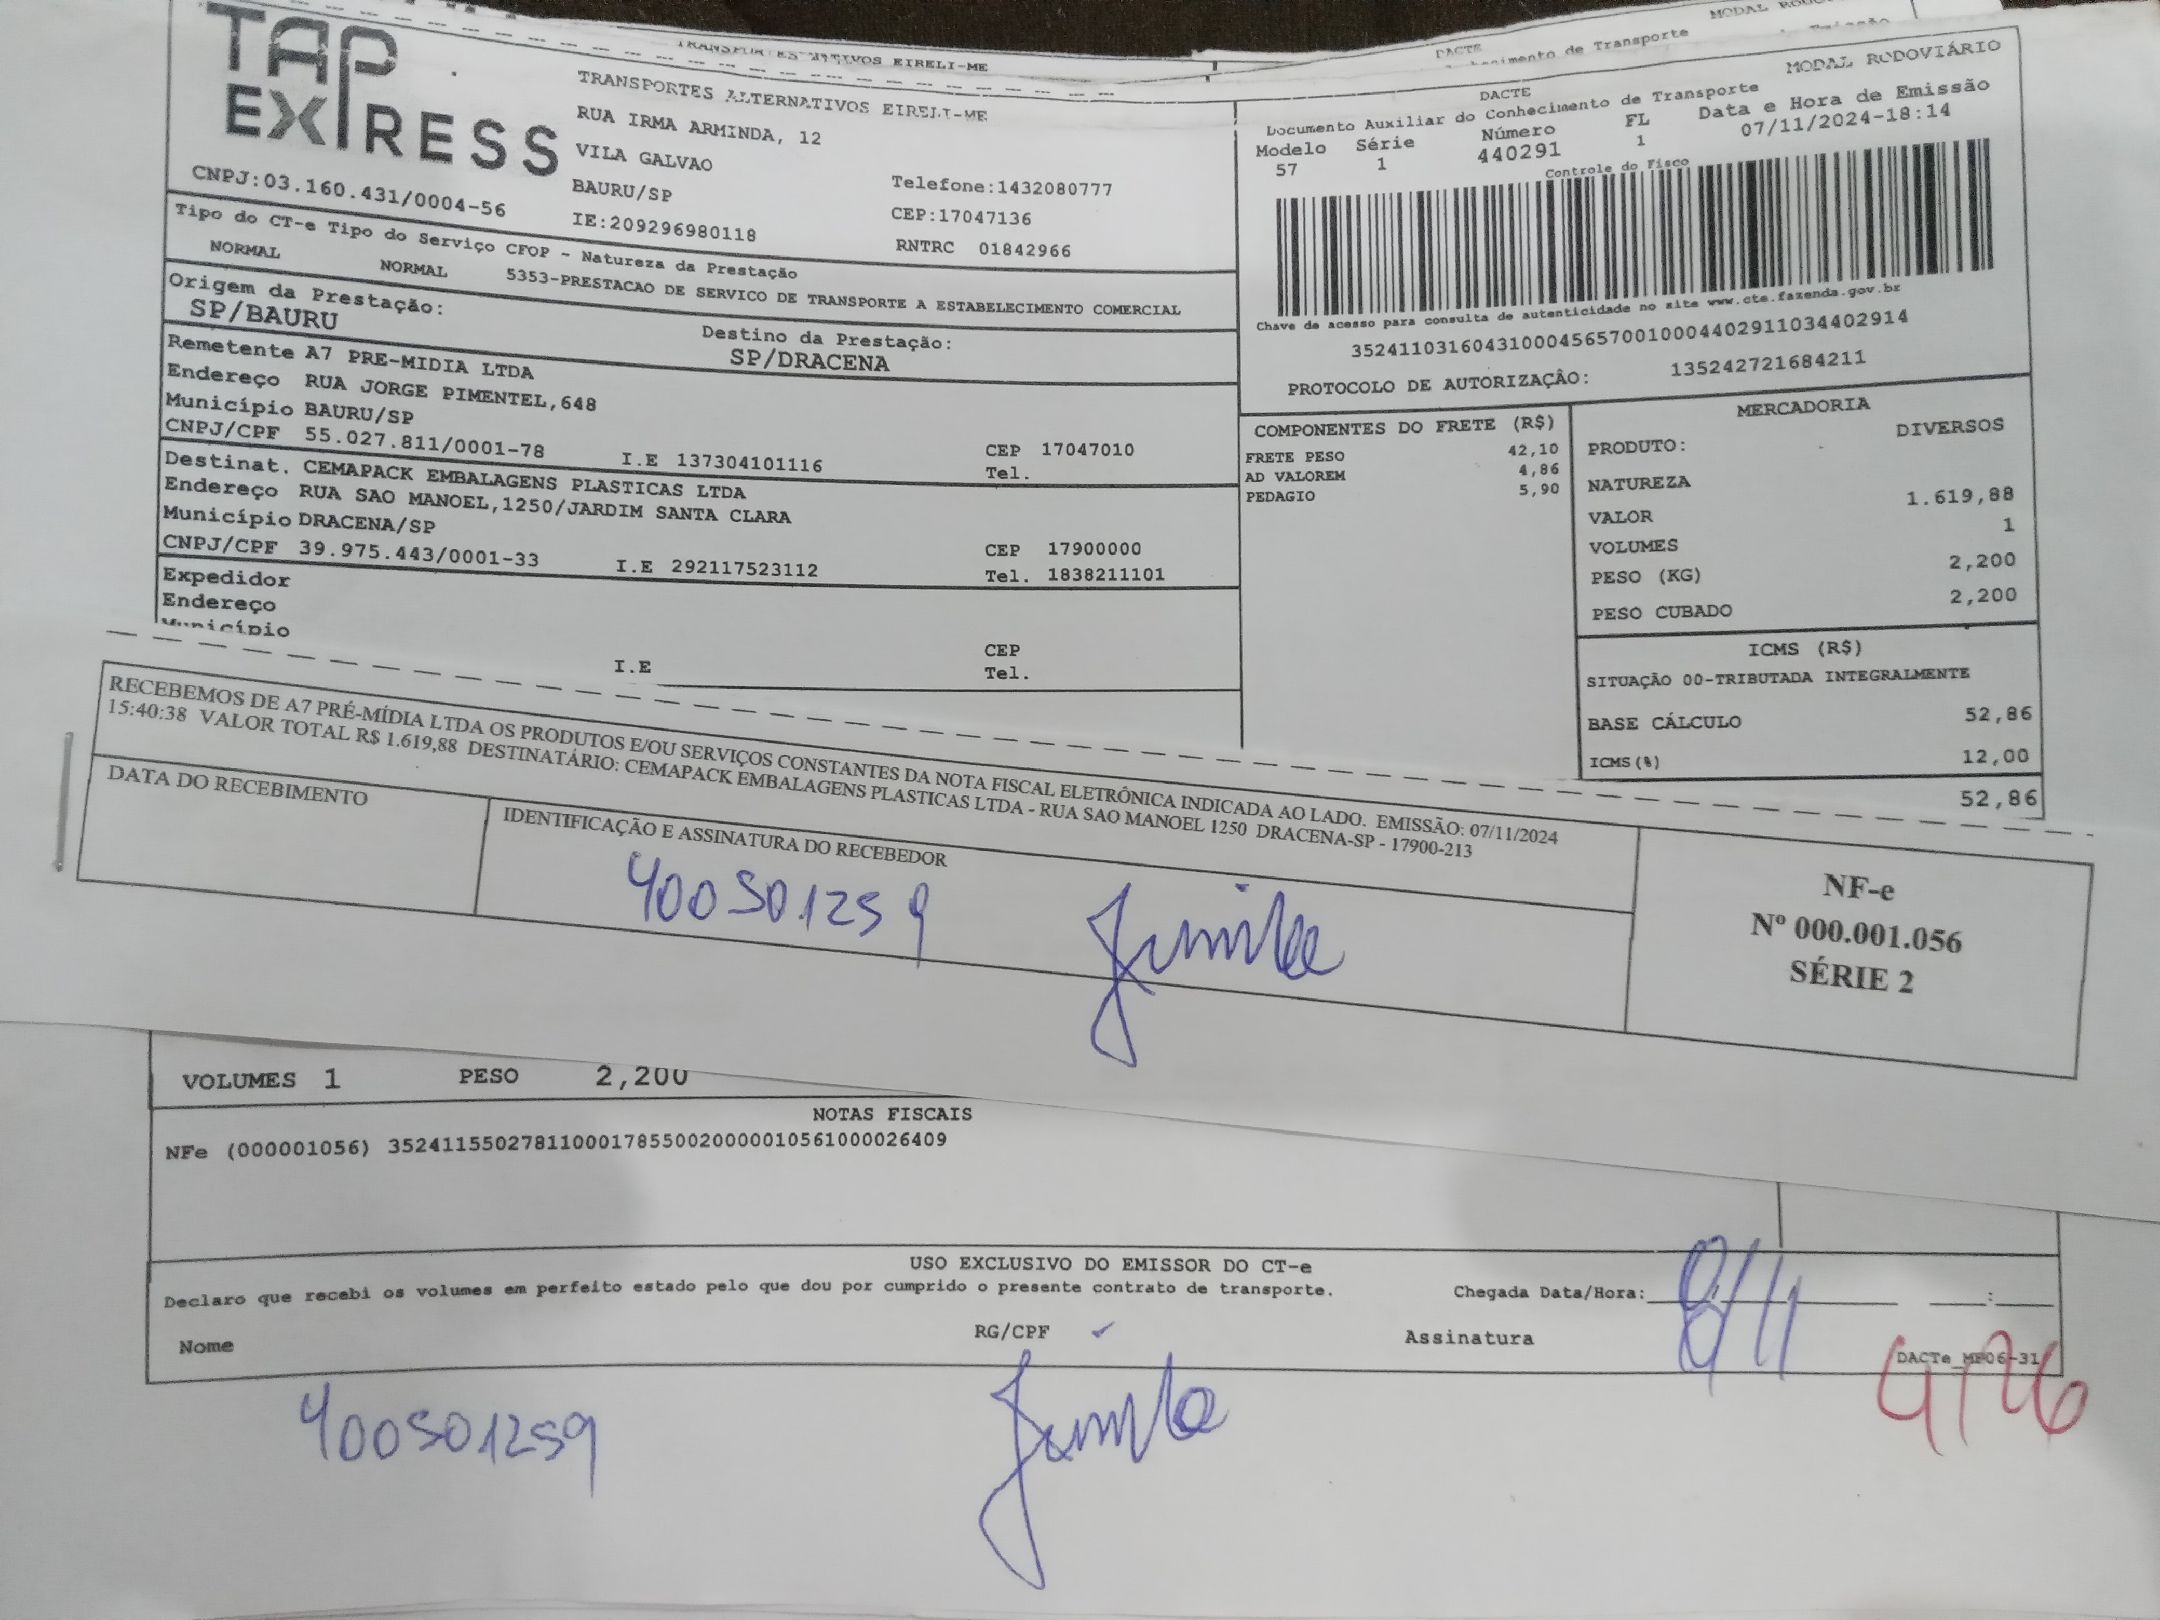 TRANSPORTES ALTERNATIVOS EIRELI-ME
DACTE
Conhecimento de Transporte
TAP
EXPRESS
TRANSPORTES ALTERNATIVOS EIRELI-ME
RUA IRMA ARMINDA, 12
VILA GALVAO
BAURU/SP
IE:209296980118
Telefone:1432080777
CEP:17047136
RNTRC 01842966
CNPJ:03.160.431/0004-56
DACTE
MODAL RODOVIÁRIO
Documento Auxiliar do Conhecimento de Transporte
Modelo Série Número FL Data e Hora de Emissão
57 1 440291 1 07/11/2024-18:14
Controle do Fisco
Chave de acesso para consulta de autenticidade no site www.cte.fazenda.gov.br
35241103160431000456570010004402911034402914
PROTOCOLO DE AUTORIZAÇÂO: 135242721684211
Tipo do CT-e Tipo do Serviço CFOP - Natureza da Prestação
NORMAL NORMAL 5353-PRESTACAO DE SERVICO DE TRANSPORTE A ESTABELECIMENTO COMERCIAL
Origem da Prestação: Destino da Prestação:
SP/BAURU SP/DRACENA
Remetente A7 PRE-MIDIA LTDA
Endereço RUA JORGE PIMENTEL,648
Município BAURU/SP CEP 17047010
CNPJ/CPF 55.027.811/0001-78 I.E 137304101116 Tel.
Destinat. CEMAPACK EMBALAGENS PLASTICAS LTDA
Endereço RUA SAO MANOEL,1250/JARDIM SANTA CLARA
Município DRACENA/SP CEP 17900000
CNPJ/CPF 39.975.443/0001-33 I.E 292117523112 Tel. 1838211101
Expedidor
Endereço
Município CEP
I.E Tel.
COMPONENTES DO FRETE (R$)
FRETE PESO 42,10
AD VALOREM 4,86
PEDAGIO 5,90
MERCADORIA
PRODUTO: DIVERSOS
NATUREZA
VALOR 1.619,88
VOLUMES 1
PESO (KG) 2,200
PESO CUBADO 2,200
ICMS (R$)
SITUAÇÃO 00-TRIBUTADA INTEGRALMENTE
BASE CÁLCULO 52,86
ICMS(%) 12,00
52,86
RECEBEMOS DE A7 PRÉ-MÍDIA LTDA OS PRODUTOS E/OU SERVIÇOS CONSTANTES DA NOTA FISCAL ELETRÔNICA INDICADA AO LADO. EMISSÃO: 07/11/2024
15:40:38 VALOR TOTAL R$ 1.619,88 DESTINATÁRIO: CEMAPACK EMBALAGENS PLASTICAS LTDA - RUA SAO MANOEL 1250 DRACENA-SP - 17900-213
DATA DO RECEBIMENTO
IDENTIFICAÇÃO E ASSINATURA DO RECEBEDOR
400501259
NF-e
Nº 000.001.056
SÉRIE 2
VOLUMES 1 PESO 2,200
NOTAS FISCAIS
NFe (000001056) 35241155027811000178550020000010561000026409
USO EXCLUSIVO DO EMISSOR DO CT-e
Declaro que recebi os volumes em perfeito estado pelo que dou por cumprido o presente contrato de transporte. Chegada Data/Hora: 8/11 :
Nome RG/CPF Assinatura
DACTe_MF06-31
400501259